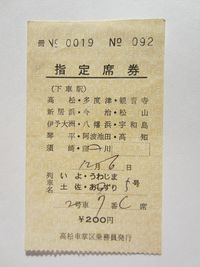 冊 No 0019 No 092
指定席券
(下車駅)
高松・多度津・観音寺
新居浜・今治・松山
伊予大洲・八幡浜・宇和島
琴平・阿波池田・高知
須崎・窪川
12月6日
列車名 いよ・うわじま
土佐・あしずり 号
2号車 7番C席
¥200円
高松車掌区乗務員発行